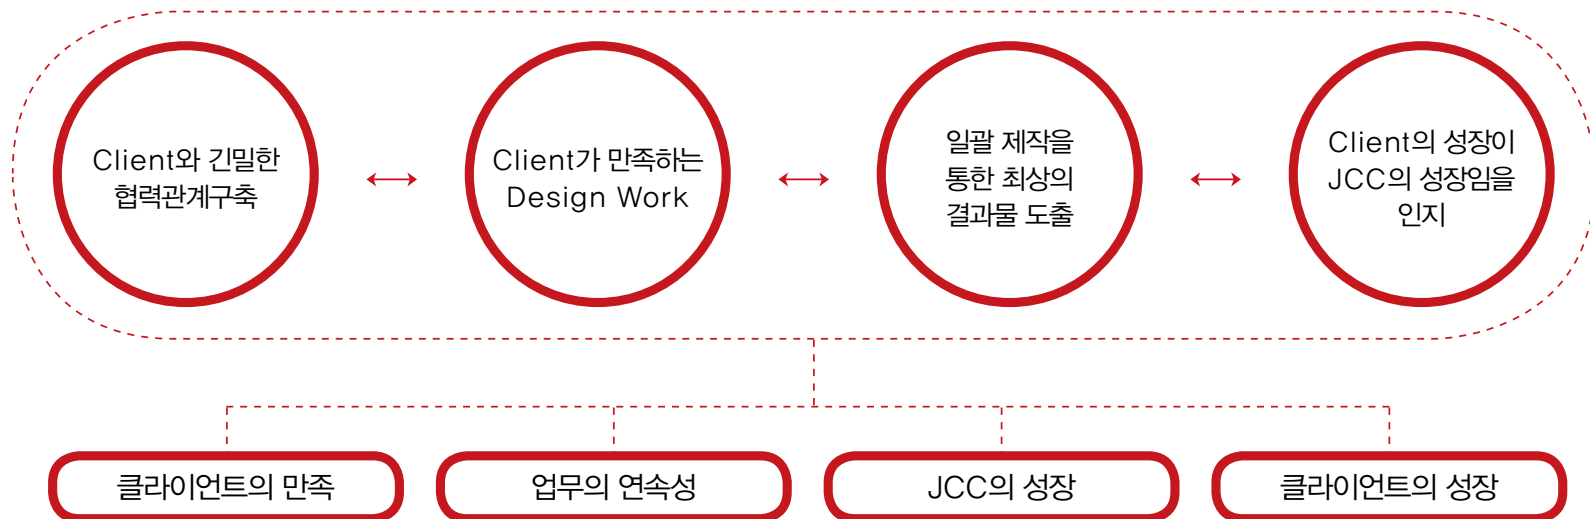 Client와 긴밀한
협력관계구축
Client가 만족하는
Design Work
일괄 제작을
통한 최상의
결과물 도출
Client의 성장이
JCC의 성장임을
인지
클라이언트의 만족
업무의 연속성
JCC의 성장
클라이언트의 성장